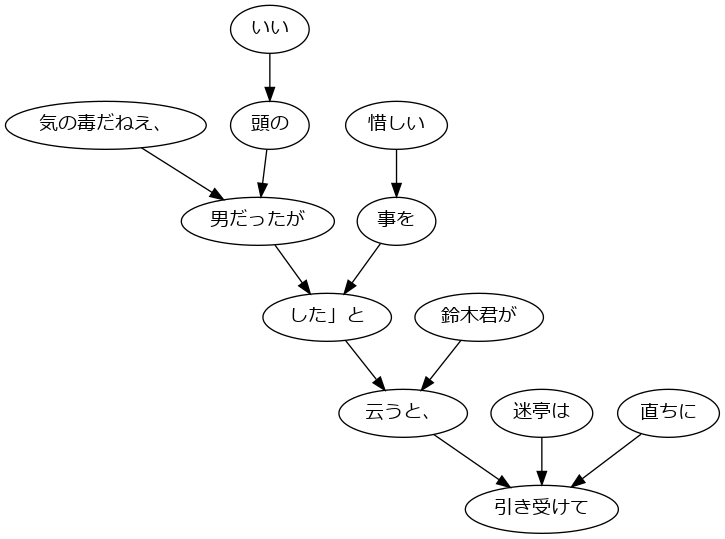 いい
気の毒だねえ、
頭の
惜しい
男だったが
事を
した」と
鈴木君が
云うと、
迷亭は
直ちに
引き受けて